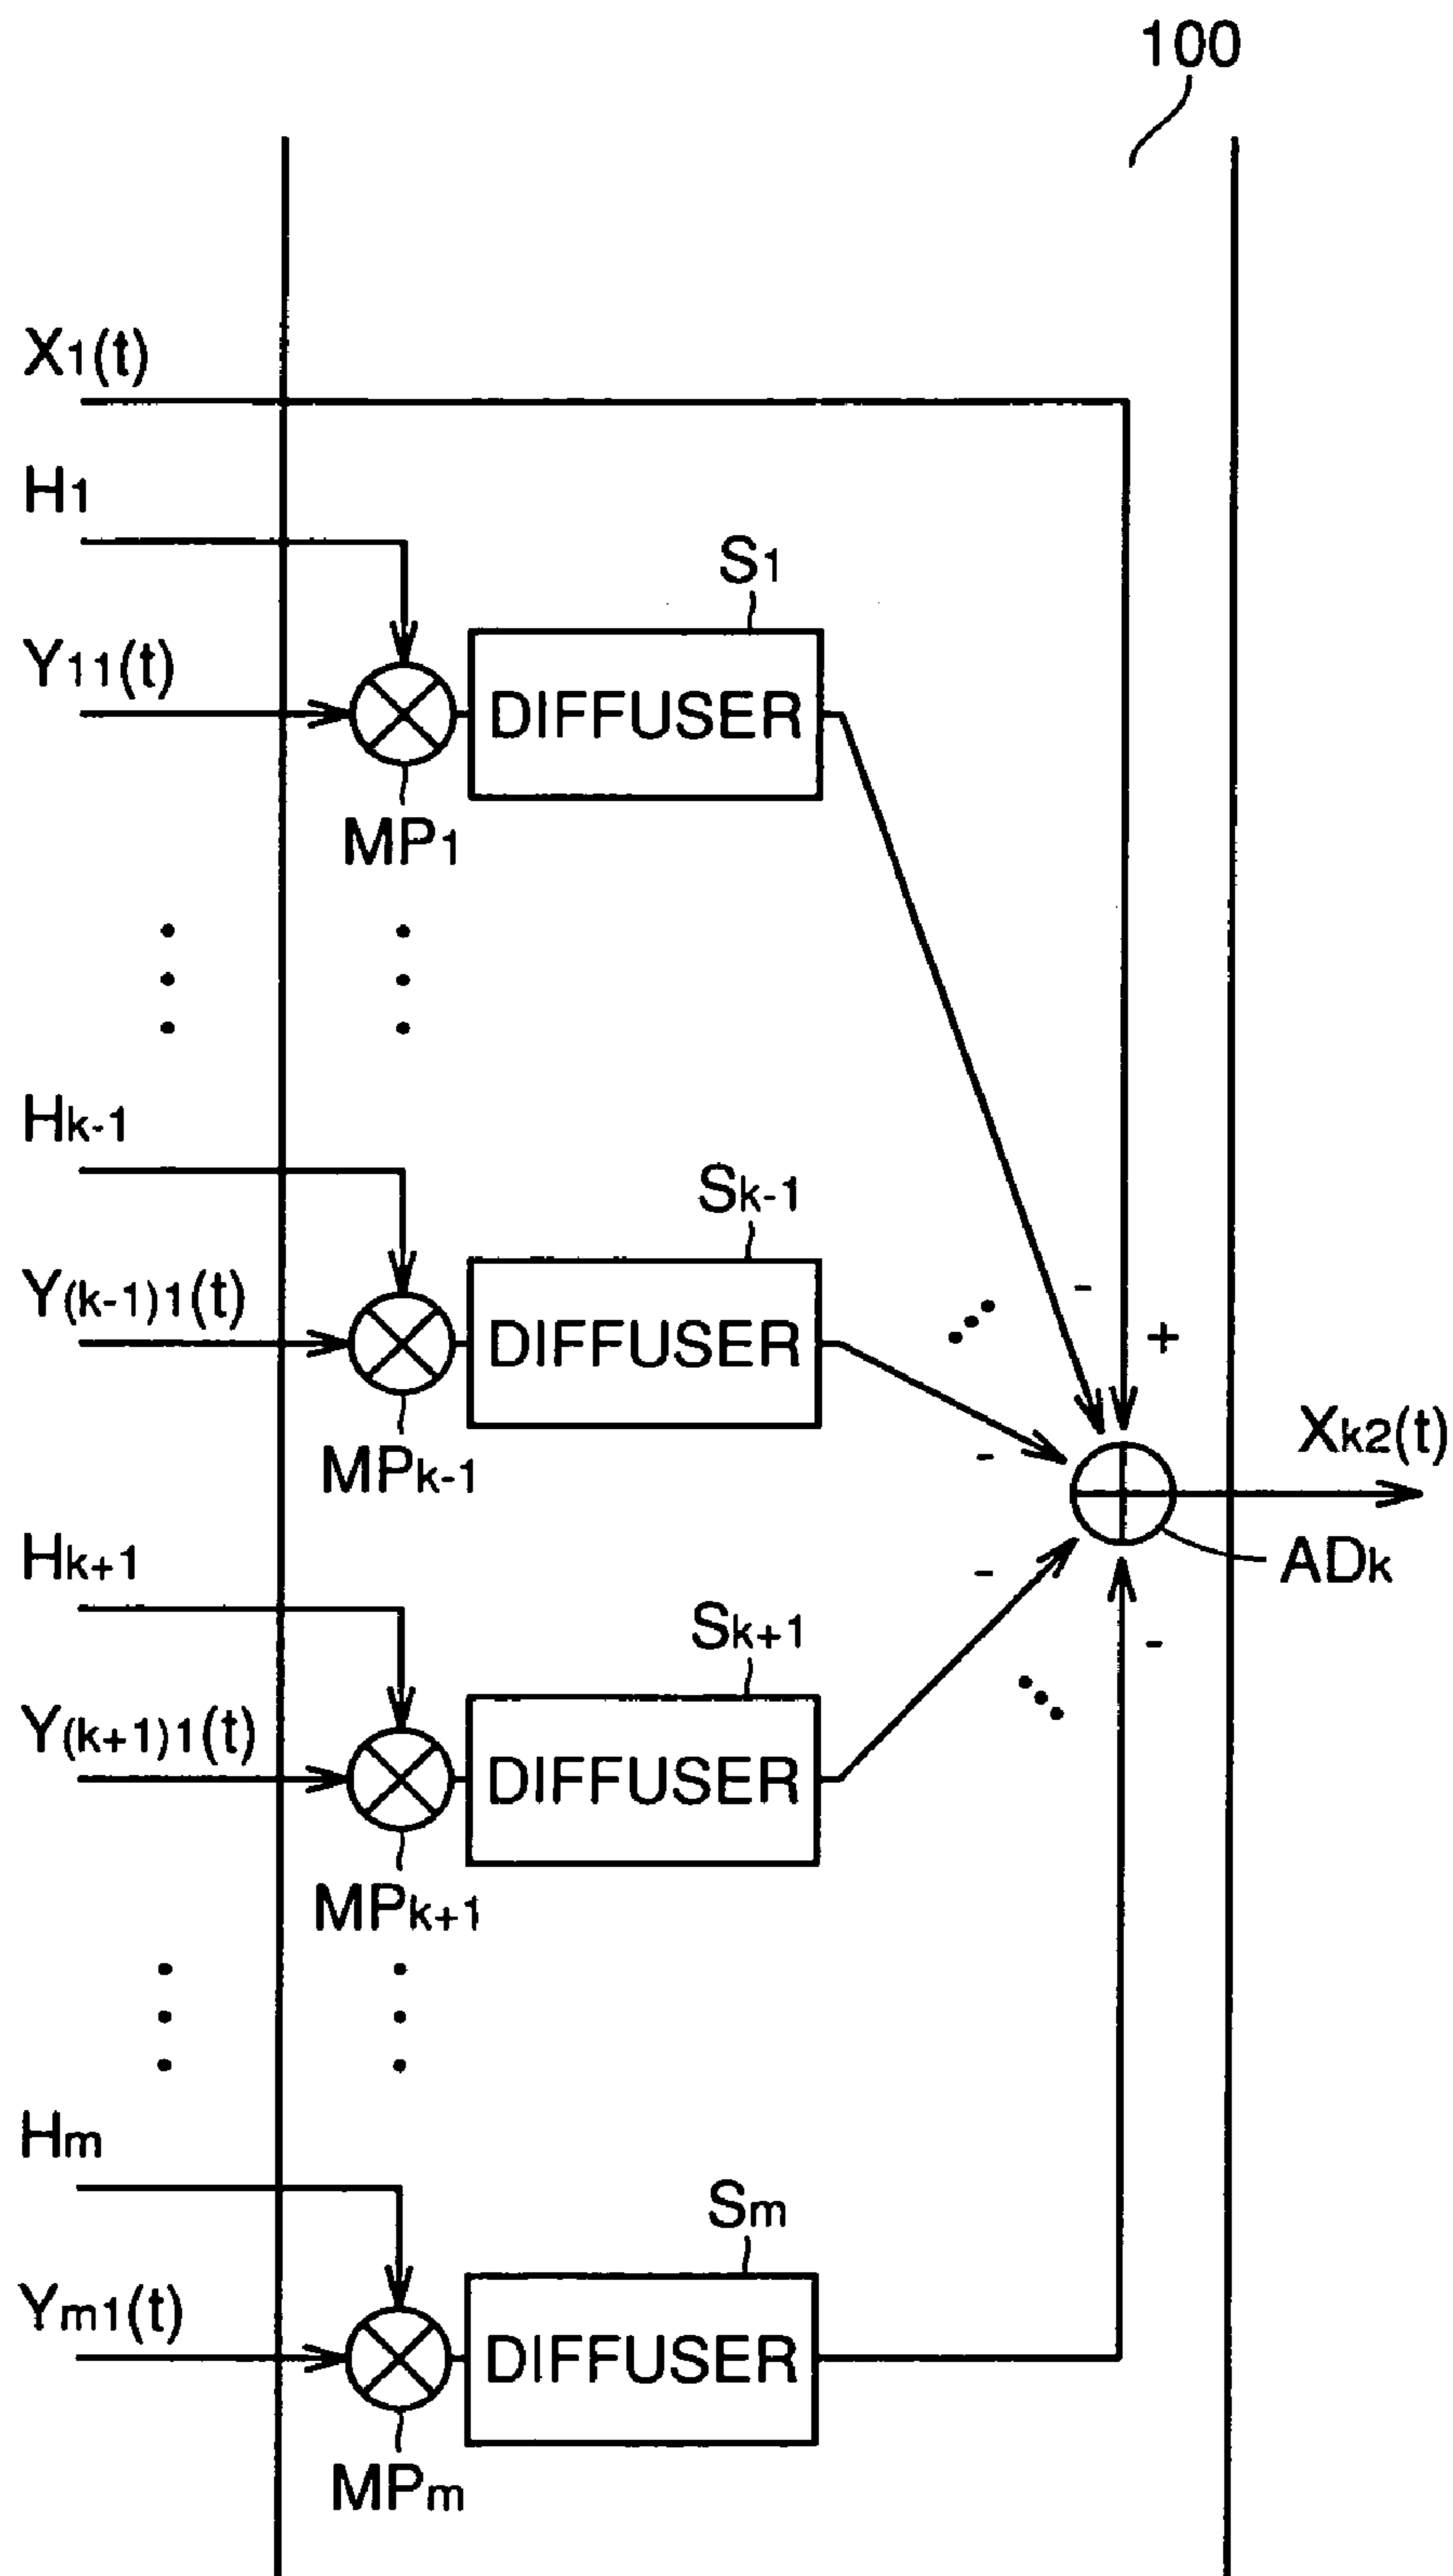 100
X1(t)
H1
S1
Y11(t)
DIFFUSER
MP1
Hk-1
Sk-1
Y(k-1)1(t)
DIFFUSER
-
+
MPk-1
-
Xk2(t)
Hk+1
-
ADk
Sk+1
-
Y(k+1)1(t)
DIFFUSER
MPk+1
Hm
Sm
Ym1(t)
DIFFUSER
MPm